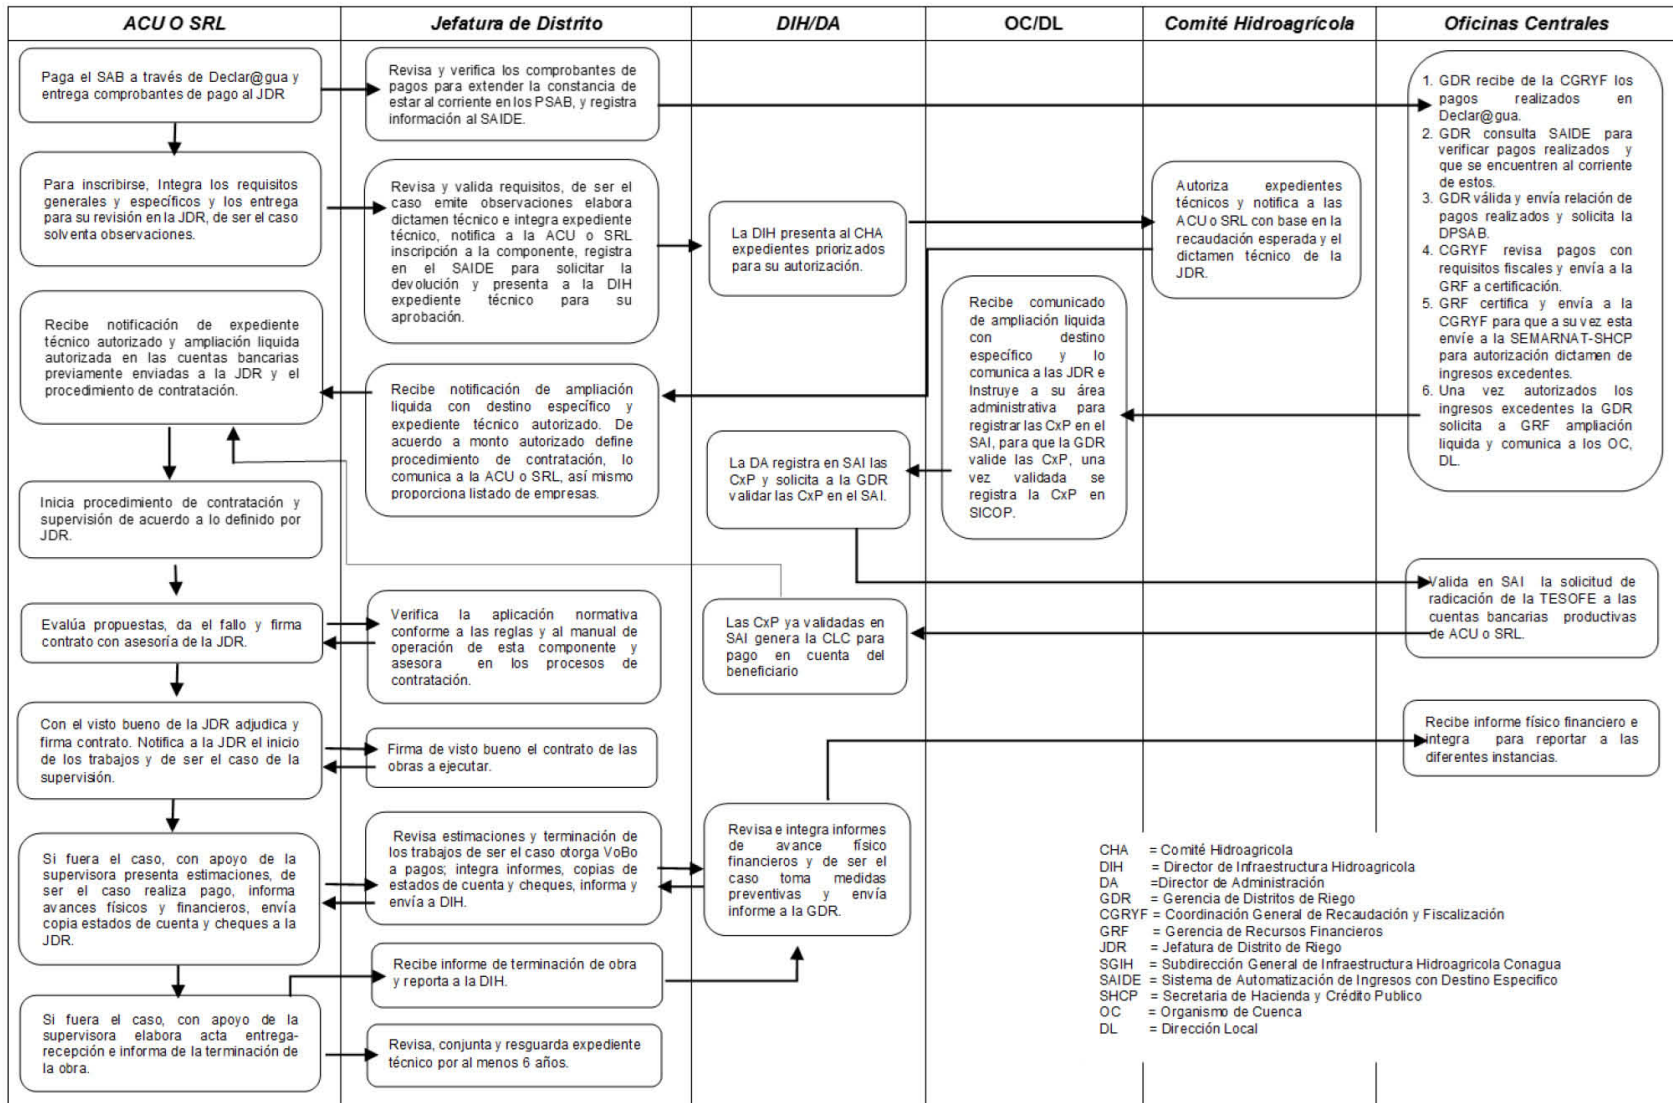 ACU O SRL
Jefatura de Distrito
DIH/DA
OC/DL
Comité Hidroagrícola
Oficinas Centrales
Paga el SAB a través de Declar@gua y
entrega comprobantes de pago al JDR
Revisa y verifica los comprobantes de
pagos para extender la constancia de
estar al corriente en los PSAB, y registra
información al SAIDE.
1. GDR recibe de la CGRYF los
pagos realizados en
Declar@gua.
2. GDR consulta SAIDE para
verificar pagos realizados y
que se encuentren al corriente
de estos.
3. GDR válida y envía relación de
pagos realizados y solicita la
DPSAB.
4. CGRYF revisa pagos con
requisitos fiscales y envía a la
GRF a certificación.
5. GRF certifica y envía a la
CGRYF para que a su vez esta
envíe a la SEMARNAT-SHCP
para autorización dictamen de
ingresos excedentes.
6. Una vez autorizados los
ingresos excedentes la GDR
solicita a GRF ampliación
liquida y comunica a los OC,
DL.
Para inscribirse, Integra los requisitos
generales y específicos y los entrega
para su revisión en la JDR, de ser el caso
solventa observaciones.
Revisa y valida requisitos, de ser el
caso emite observaciones elabora
dictamen técnico e integra expediente
técnico, notifica a la ACU o SRL
inscripción a la componente, registra
en el SAIDE para solicitar la
devolución y presenta a la DIH
expediente técnico para su
aprobación.
La DIH presenta al CHA
expedientes priorizados
para su autorización.
Autoriza expedientes
técnicos y notifica a las
ACU o SRL con base en la
recaudación esperada y el
dictamen técnico de la
JDR.
Recibe comunicado
de ampliación liquida
con destino
específico y lo
comunica a las JDR e
Instruye a su área
administrativa para
registrar las CxP en el
SAI, para que la GDR
valide las CxP, una
vez validada se
registra la CxP en
SICOP.
Recibe notificación de expediente
técnico autorizado y ampliación liquida
autorizada en las cuentas bancarias
previamente enviadas a la JDR y el
procedimiento de contratación.
Recibe notificación de ampliación
liquida con destino específico y
expediente técnico autorizado. De
acuerdo a monto autorizado define
procedimiento de contratación, lo
comunica a la ACU o SRL, así mismo
proporciona listado de empresas.
La DA registra en SAI las
CxP y solicita a la GDR
validar las CxP en el SAI.
Inicia procedimiento de contratación y
supervisión de acuerdo a lo definido por
JDR.
Valida en SAI la solicitud de
radicación de la TESOFE a las
cuentas bancarias productivas
de ACU o SRL.
Evalúa propuestas, da el fallo y firma
contrato con asesoría de la JDR.
Verifica la aplicación normativa
conforme a las reglas y al manual de
operación de esta componente y
asesora en los procesos de
contratación.
Las CxP ya validadas en
SAI genera la CLC para
pago en cuenta del
beneficiario
Con el visto bueno de la JDR adjudica y
firma contrato. Notifica a la JDR el inicio
de los trabajos y de ser el caso de la
supervisión.
Firma de visto bueno el contrato de las
obras a ejecutar.
Recibe informe físico financiero e
integra para reportar a las
diferentes instancias.
Si fuera el caso, con apoyo de la
supervisora presenta estimaciones, de
ser el caso realiza pago, informa
avances físicos y financieros, envía
copia estados de cuenta y cheques a la
JDR.
Revisa estimaciones y terminación de
los trabajos de ser el caso otorga VoBo
a pagos; integra informes, copias de
estados de cuenta y cheques, informa y
envía a DIH.
Revisa e integra informes
de avance físico
financieros y de ser el
caso toma medidas
preventivas y envía
informe a la GDR.
Recibe informe de terminación de obra
y reporta a la DIH.
Si fuera el caso, con apoyo de la
supervisora elabora acta entrega-
recepción e informa de la terminación de
la obra.
Revisa, conjunta y resguarda expediente
técnico por al menos 6 años.
CHA = Comité Hidroagricola
DIH = Director de Infraestructura Hidroagricola
DA =Director de Administración
GDR = Gerencia de Distritos de Riego
CGRYF = Coordinación General de Recaudación y Fiscalización
GRF = Gerencia de Recursos Financieros
JDR = Jefatura de Distrito de Riego
SGIH = Subdirección General de Infraestructura Hidroagricola Conagua
SAIDE = Sistema de Automatización de Ingresos con Destino Especifico
SHCP = Secretaria de Hacienda y Crédito Publico
OC = Organismo de Cuenca
DL = Dirección Local